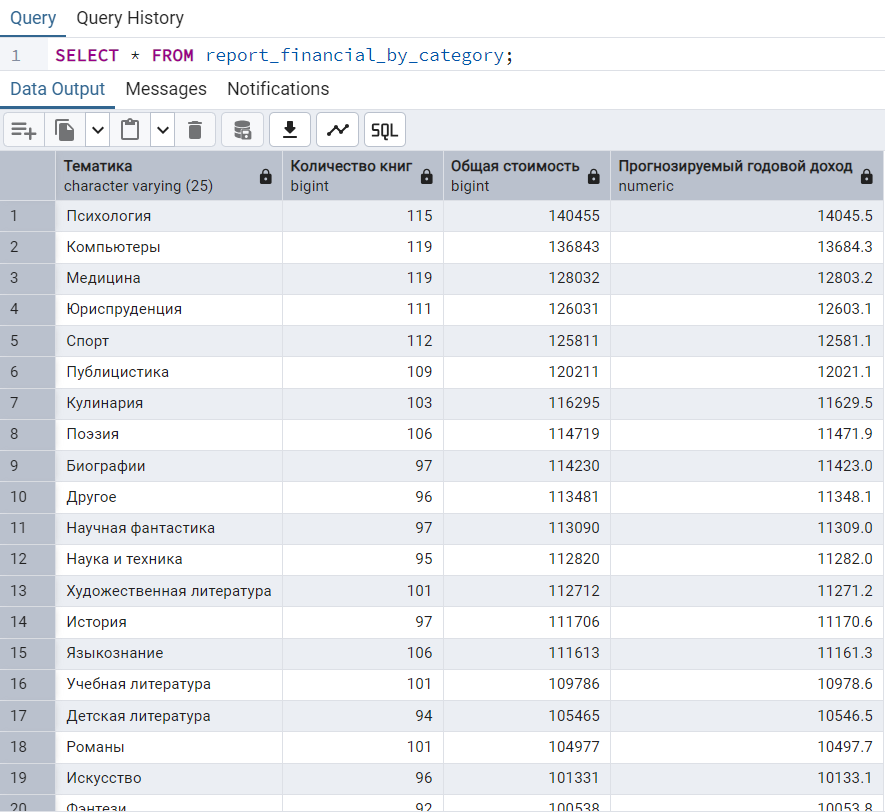 Query Query History
1 SELECT * FROM report_financial_by_category;
Data Output Messages Notifications
SQL
Тематика Количество книг Общая стоимость Прогнозируемый годовой доход
character varying (25) bigint bigint numeric
1 Психология 115 140455 14045.5
2 Компьютеры 119 136843 13684.3
3 Медицина 119 128032 12803.2
4 Юриспруденция 111 126031 12603.1
5 Спорт 112 125811 12581.1
6 Публицистика 109 120211 12021.1
7 Кулинария 103 116295 11629.5
8 Поэзия 106 114719 11471.9
9 Биографии 97 114230 11423.0
10 Другое 96 113481 11348.1
11 Научная фантастика 97 113090 11309.0
12 Наука и техника 95 112820 11282.0
13 Художественная литература 101 112712 11271.2
14 История 97 111706 11170.6
15 Языкознание 106 111613 11161.3
16 Учебная литература 101 109786 10978.6
17 Детская литература 94 105465 10546.5
18 Романы 101 104977 10497.7
19 Искусство 96 101331 10133.1
20 Фэнтези 92 100538 10053.8